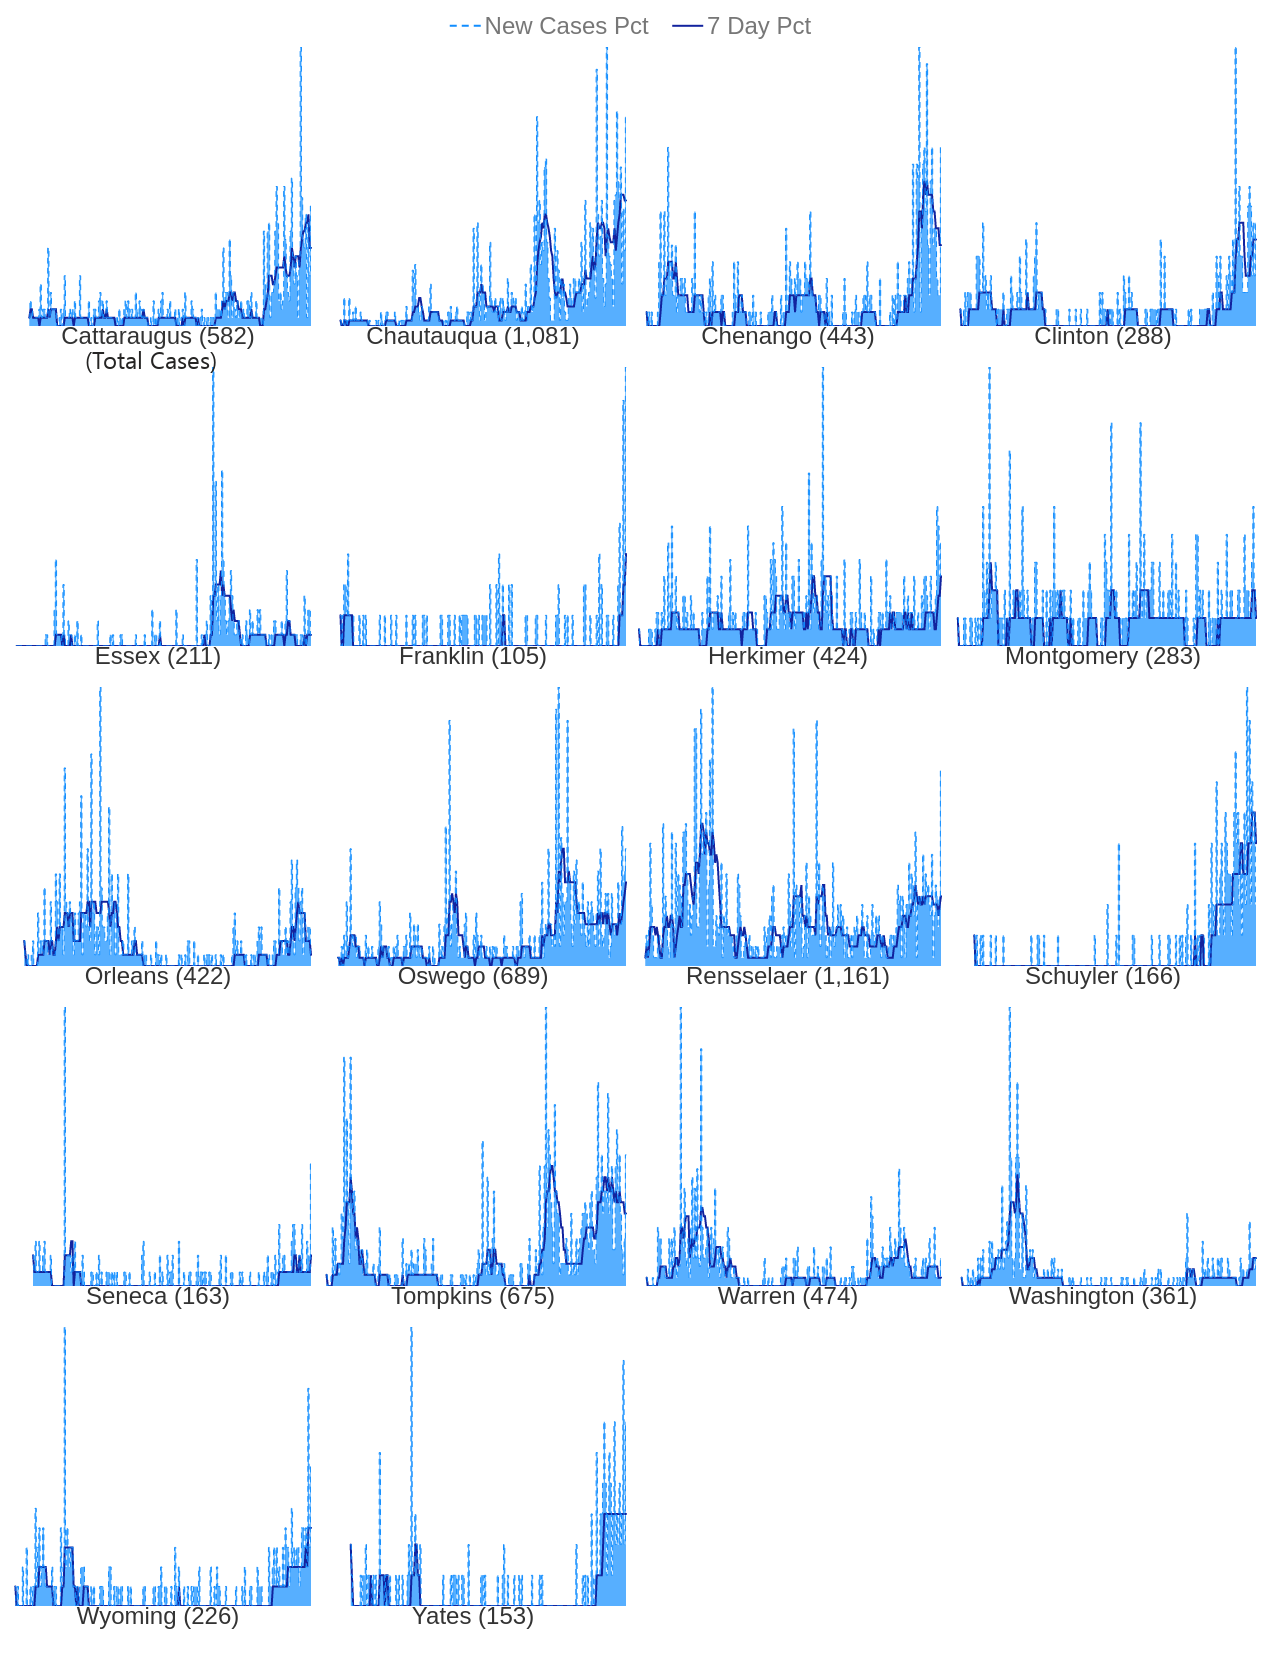 New Cases Pct 7 Day Pct
Cattaraugus (582) Chautauqua (1,081) Chenango (443) Clinton (288)
(Total Cases)
Essex (211) Franklin (105) Herkimer (424) Montgomery (283)
Orleans (422) Oswego (689) Rensselaer (1,161) Schuyler (166)
Seneca (163) Tompkins (675) Warren (474) Washington (361)
Wyoming (226) Yates (153)